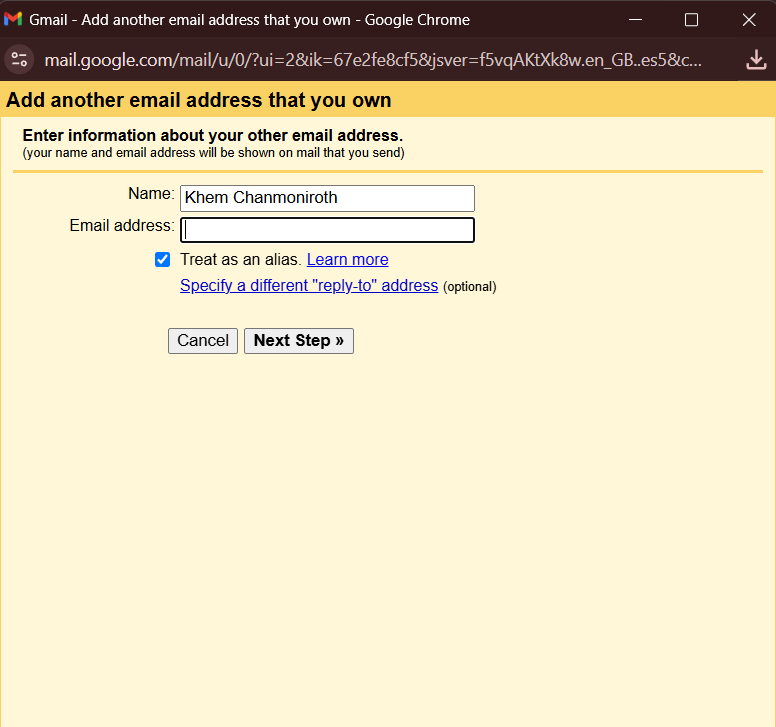 Gmail - Add another email address that you own - Google Chrome
mail.google.com/mail/u/0/?ui=2&ik=67e2fe8cf5&jsver=f5vqAKtXk8w.en_GB..es5&c...
Add another email address that you own
Enter information about your other email address.
(your name and email address will be shown on mail that you send)
Name: Khem Chanmoniroth
Email address:
Treat as an alias. Learn more
Specify a different "reply-to" address (optional)
Cancel Next Step »